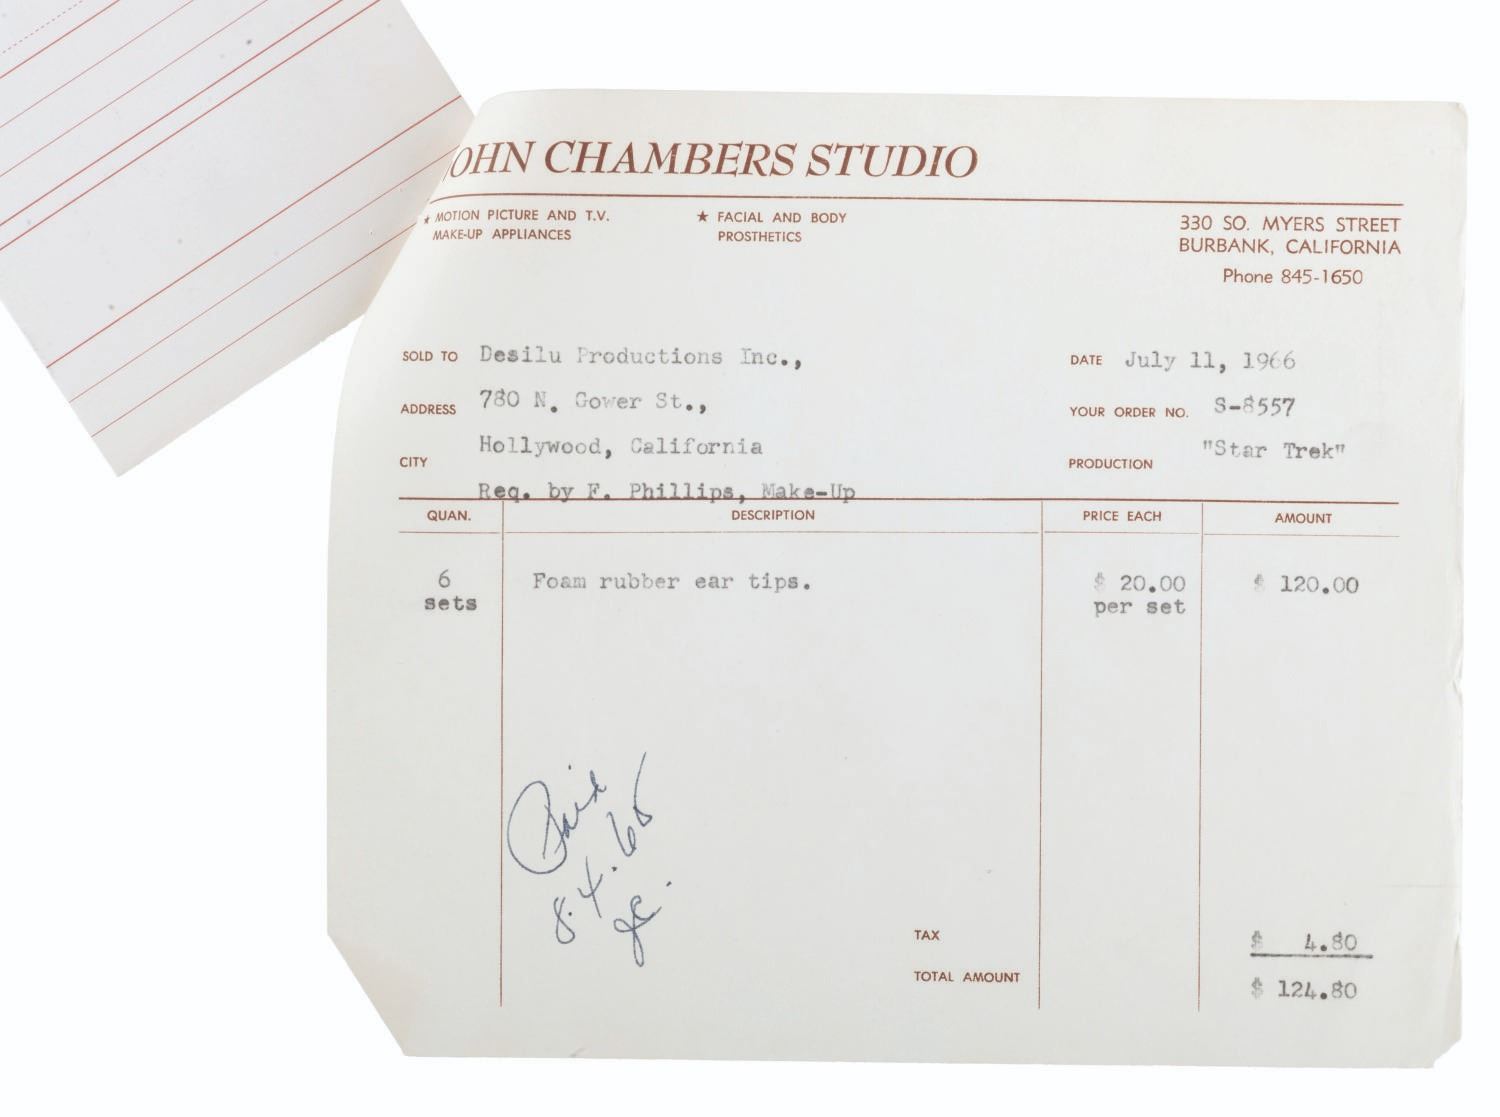 JOHN CHAMBERS STUDIO
★ MOTION PICTURE AND T.V. MAKE-UP APPLIANCES
★ FACIAL AND BODY PROSTHETICS
330 SO. MYERS STREET
BURBANK, CALIFORNIA
Phone 845-1650
SOLD TO Desilu Productions Inc.,
DATE July 11, 1966
ADDRESS 780 N. Gower St.,
YOUR ORDER NO. S-8557
CITY Hollywood, California
PRODUCTION "Star Trek"
Req. by F. Phillips, Make-Up
QUAN. DESCRIPTION PRICE EACH AMOUNT
6 sets Foam rubber ear tips. $ 20.00 per set $ 120.00
Paid
8.4.65
JC.
TAX $ 4.80
TOTAL AMOUNT $ 124.80